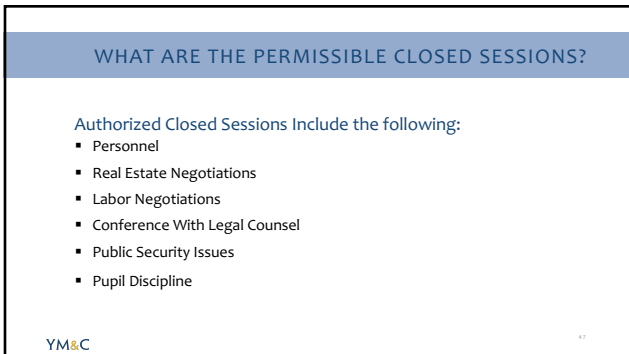 WHAT ARE THE PERMISSIBLE CLOSED SESSIONS?
Authorized Closed Sessions Include the following:
▪ Personnel
▪ Real Estate Negotiations
▪ Labor Negotiations
▪ Conference With Legal Counsel
▪ Public Security Issues
▪ Pupil Discipline
YM&C
47